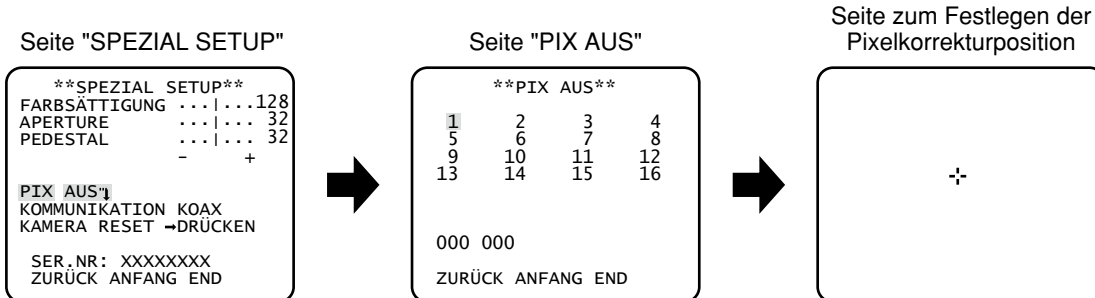 Seite "SPEZIAL SETUP"
**SPEZIAL SETUP**
FARBSÄTTIGUNG ...|...128
APERTURE ...|... 32
PEDESTAL ...|... 32
- +
PIX AUS
KOMMUNIKATION KOAX
KAMERA RESET →DRÜCKEN
SER.NR: XXXXXXXX
ZURÜCK ANFANG END
Seite "PIX AUS"
**PIX AUS**
1 2 3 4
5 6 7 8
9 10 11 12
13 14 15 16
000 000
ZURÜCK ANFANG END
Seite zum Festlegen der
Pixelkorrekturposition